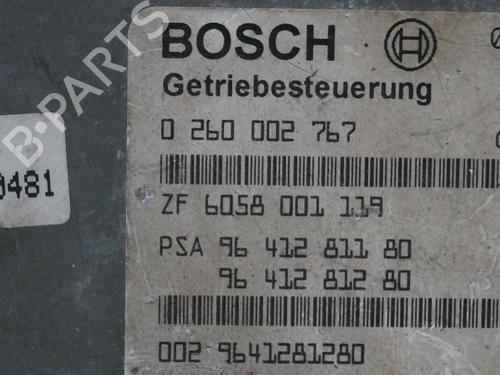 BOSCH
Getriebesteuerung
0 260 002 767
ZF 6058 001 119
PSA 96 412 811 80
96 412 812 80
002 9641281280
0481
B-PARTS